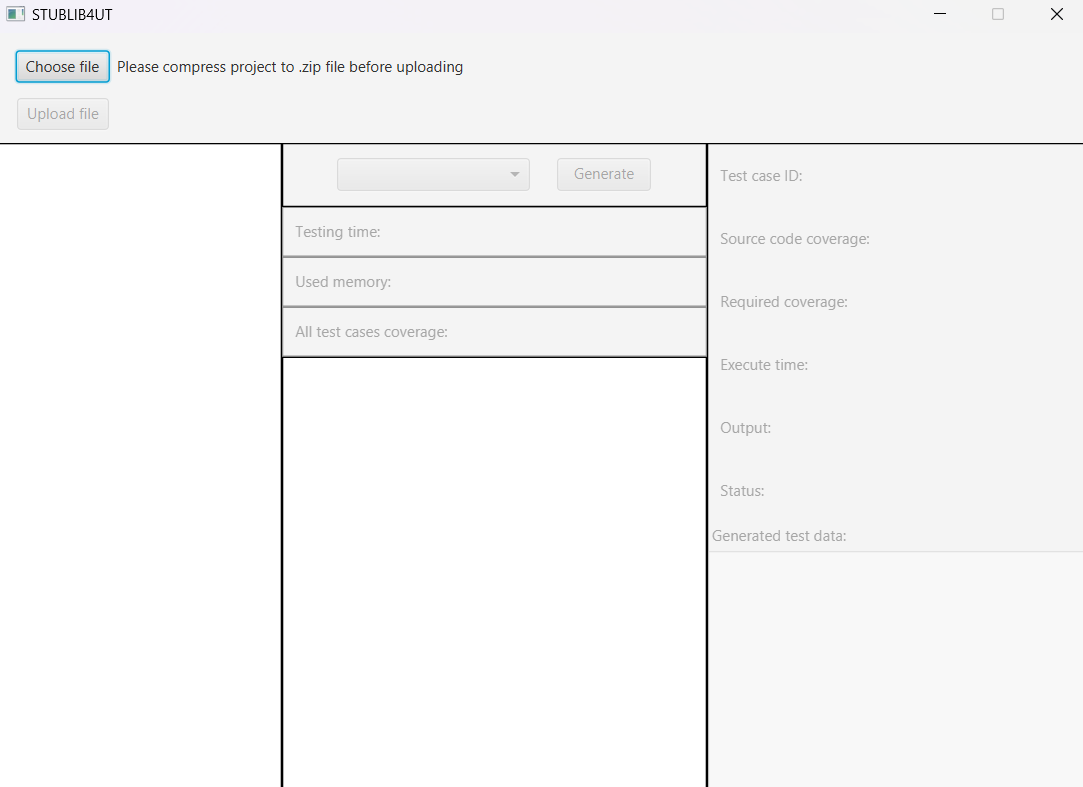 STUBLIB4UT
Choose file Please compress project to .zip file before uploading
Upload file
Generate
Testing time:
Used memory:
All test cases coverage:
Test case ID:
Source code coverage:
Required coverage:
Execute time:
Output:
Status:
Generated test data: